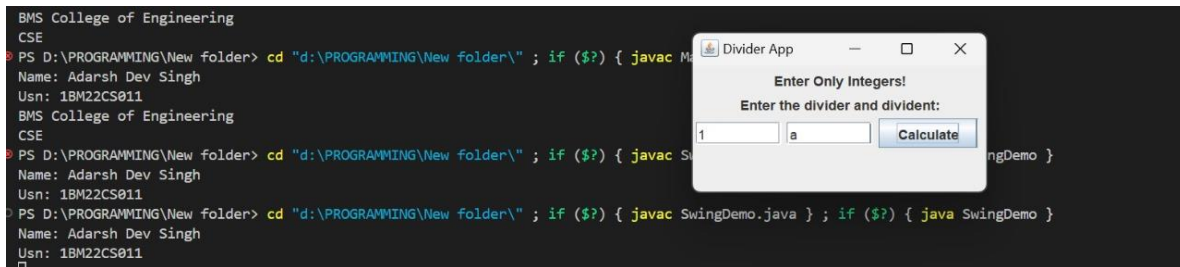 BMS College of Engineering
CSE
PS D:\PROGRAMMING\New folder> cd "d:\PROGRAMMING\New folder\" ; if ($?) { javac Ma
Name: Adarsh Dev Singh
Usn: 1BM22CS011
BMS College of Engineering
CSE
PS D:\PROGRAMMING\New folder> cd "d:\PROGRAMMING\New folder\" ; if ($?) { javac Sw ngDemo }
Name: Adarsh Dev Singh
Usn: 1BM22CS011
PS D:\PROGRAMMING\New folder> cd "d:\PROGRAMMING\New folder\" ; if ($?) { javac SwingDemo.java } ; if ($?) { java SwingDemo }
Name: Adarsh Dev Singh
Usn: 1BM22CS011
Divider App
Enter Only Integers!
Enter the divider and divident:
1 a Calculate